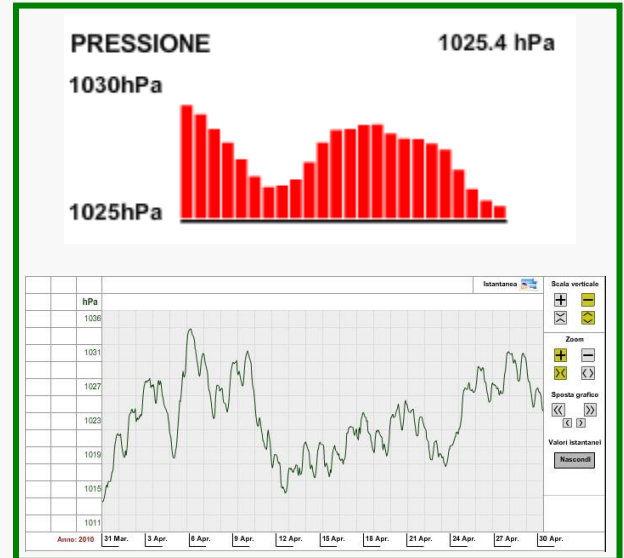 PRESSIONE 1025.4 hPa
1030hPa
1025hPa
Istantanea
Scala verticale
hPa
1036
1031
1027
1023
1019
1015
1011
Zoom
Sposta grafico
Valori istantanei
Nascondi
Anno: 2010 31 Mar. 3 Apr. 6 Apr. 9 Apr. 12 Apr. 15 Apr. 18 Apr. 21 Apr. 24 Apr. 27 Apr. 30 Apr.